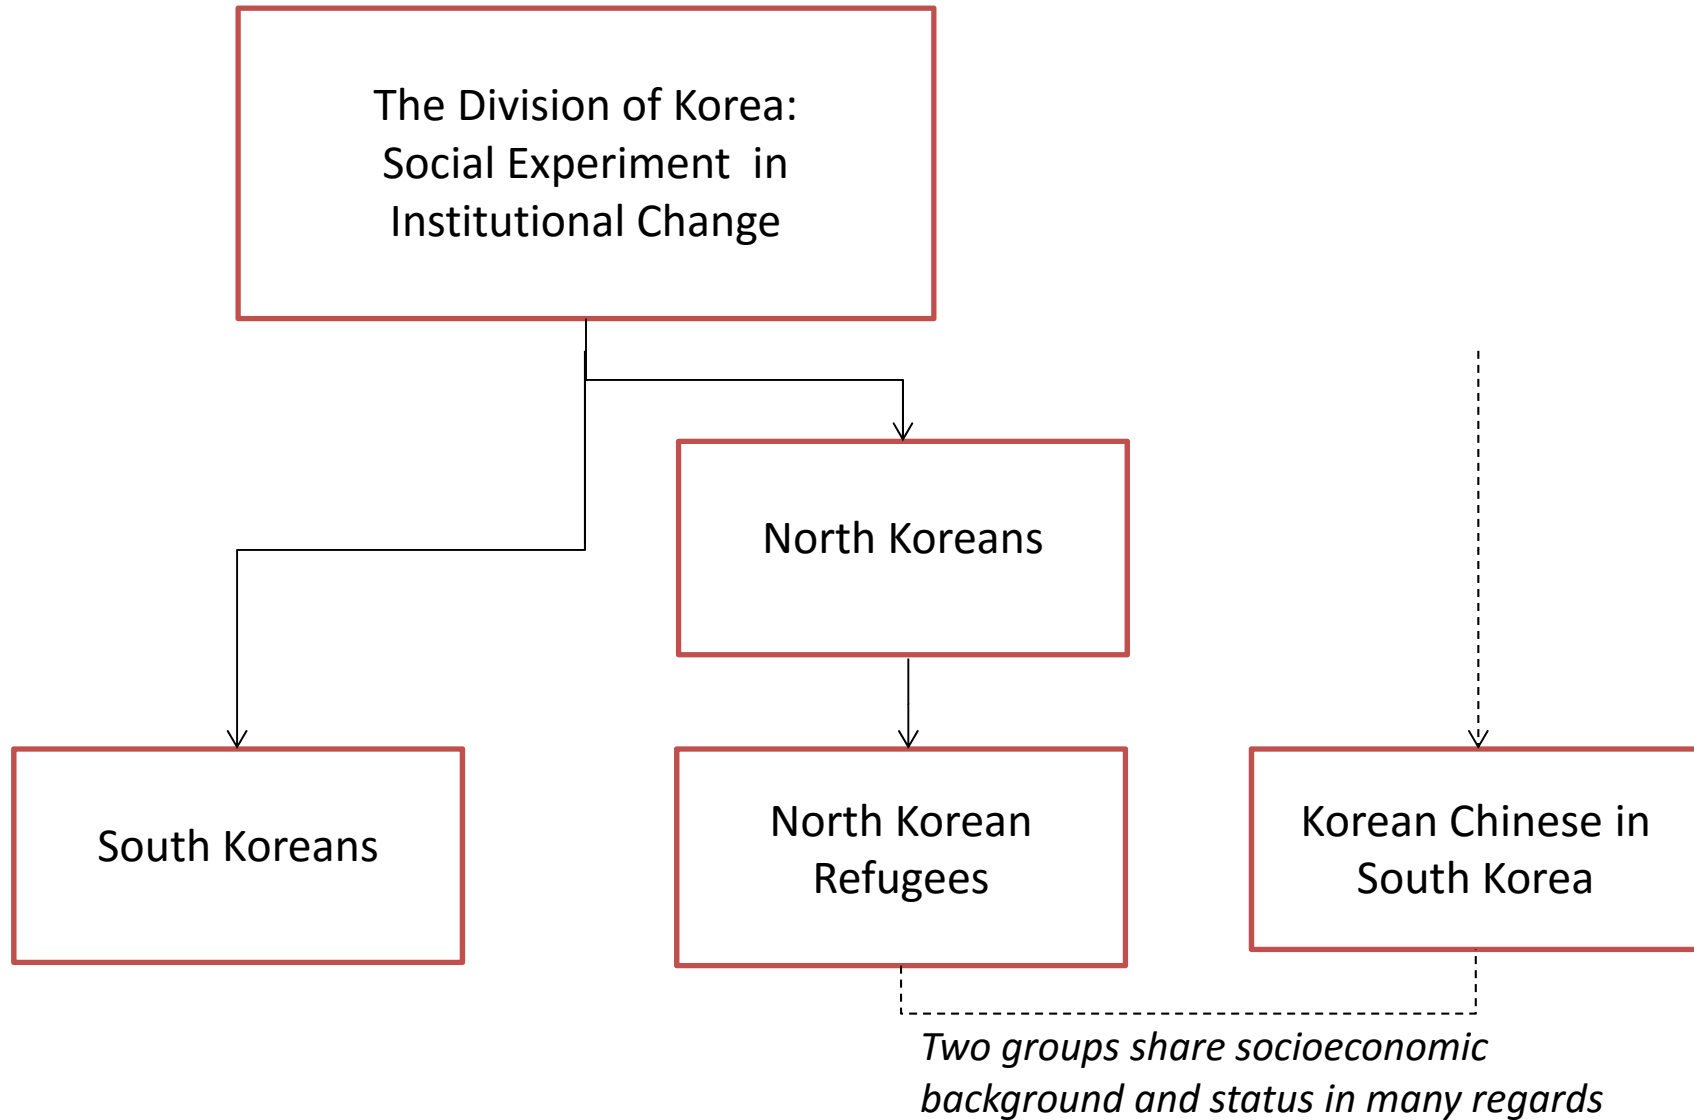 The Division of Korea:
Social Experiment  in
Institutional Change
North Koreans
South Koreans
North Korean
Refugees
Korean Chinese in
South Korea
Two groups share socioeconomic
background and status in many regards